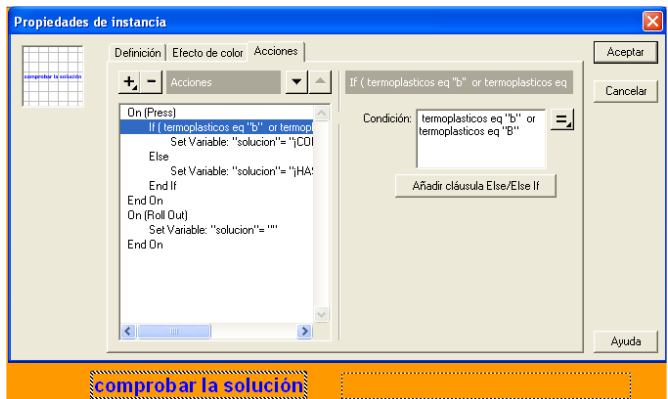 Propiedades de instancia
Definición
Efecto de color
Acciones
Aceptar
Cancelar
comprobar la solución
+ - Acciones
If ( termoplasticos eq "b" or termoplasticos eq
On (Press)
If ( termoplasticos eq "b" or termopl
Set Variable: "solucion"= "¡CO
Else
Set Variable: "solucion"= "¡HA
End If
End On
On (Roll Out)
Set Variable: "solucion"= ""
End On
Condición:
termoplasticos eq "b" or
termoplasticos eq "B"
Añadir cláusula Else/Else If
Ayuda
comprobar la solución